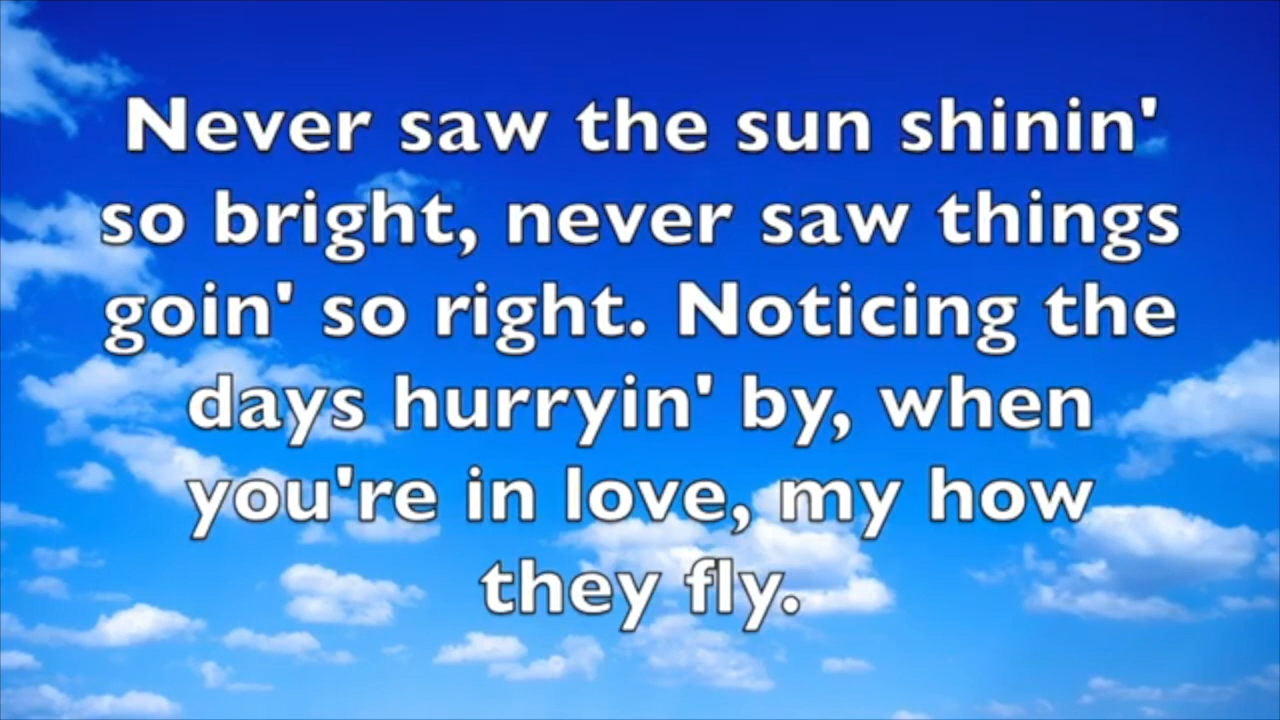 Never saw the sun shinin'
so bright, never saw things
goin' so right. Noticing the
days hurryin' by, when
you're in love, my how
they fly.